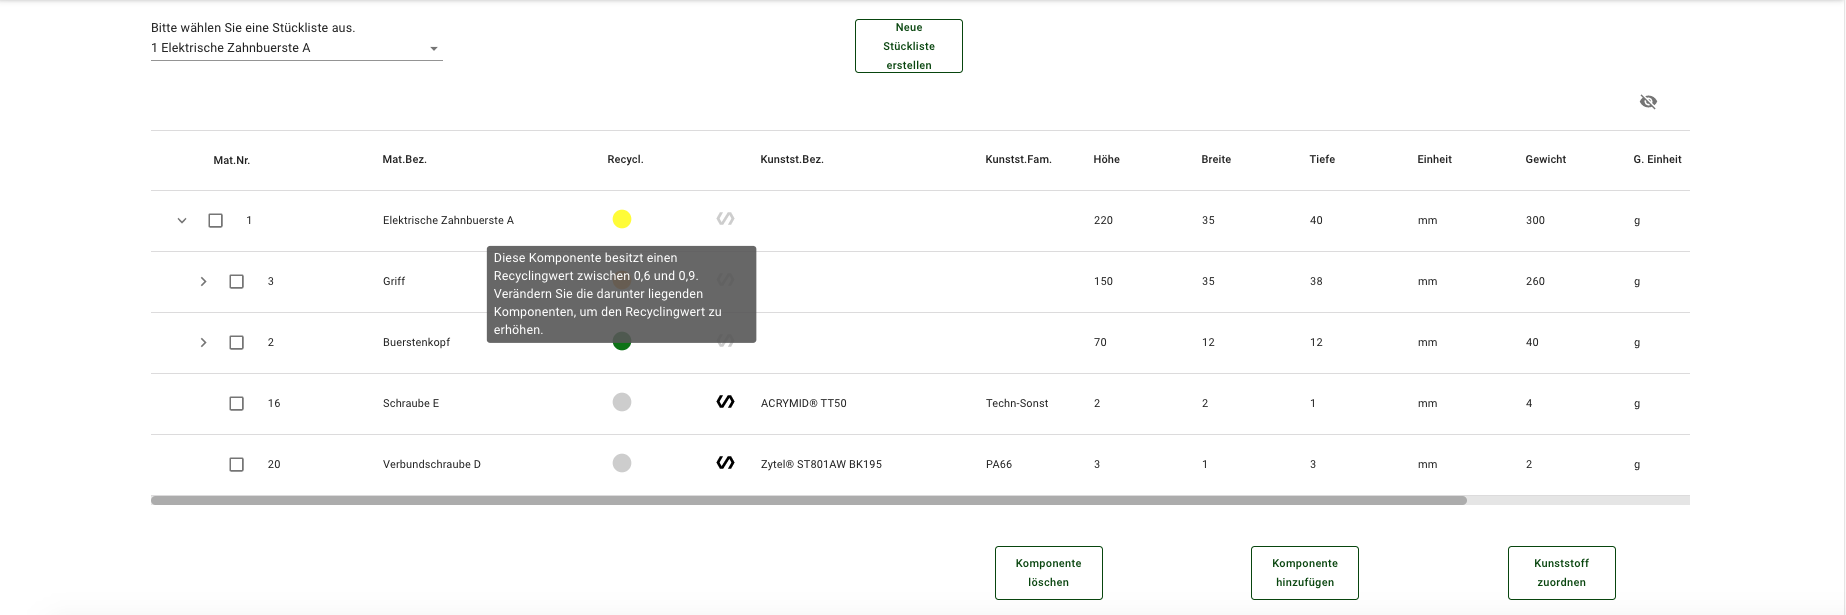 Bitte wählen Sie eine Stückliste aus.
1 Elektrische Zahnbuerste A
Neue
Stückliste
erstellen
Mat.Nr. Mat.Bez. Recycl. Kunstst.Bez. Kunstst.Fam. Höhe Breite Tiefe Einheit Gewicht G. Einheit
1 Elektrische Zahnbuerste A 220 35 40 mm 300 g
Diese Komponente besitzt einen
Recyclingwert zwischen 0,6 und 0,9.
Verändern Sie die darunter liegenden
Komponenten, um den Recyclingwert zu
erhöhen.
3 Griff 150 35 38 mm 260 g
2 Buerstenkopf 70 12 12 mm 40 g
16 Schraube E ACRYMID® TT50 Techn-Sonst 2 2 1 mm 4 g
20 Verbundschraube D Zytel® ST801AW BK195 PA66 3 1 3 mm 2 g
Komponente
löschen
Komponente
hinzufügen
Kunststoff
zuordnen